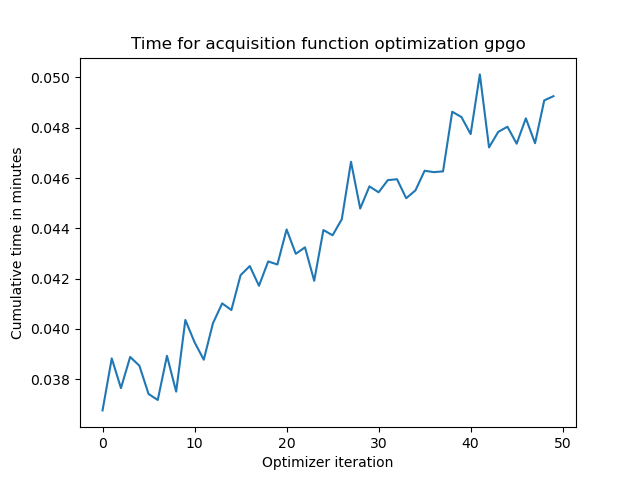 Time for acquisition function optimization gpgo
0.050
0.048
0.046
0.044
0.042
0.040
0.038
Cumulative time in minutes
0 10 20 30 40 50
Optimizer iteration